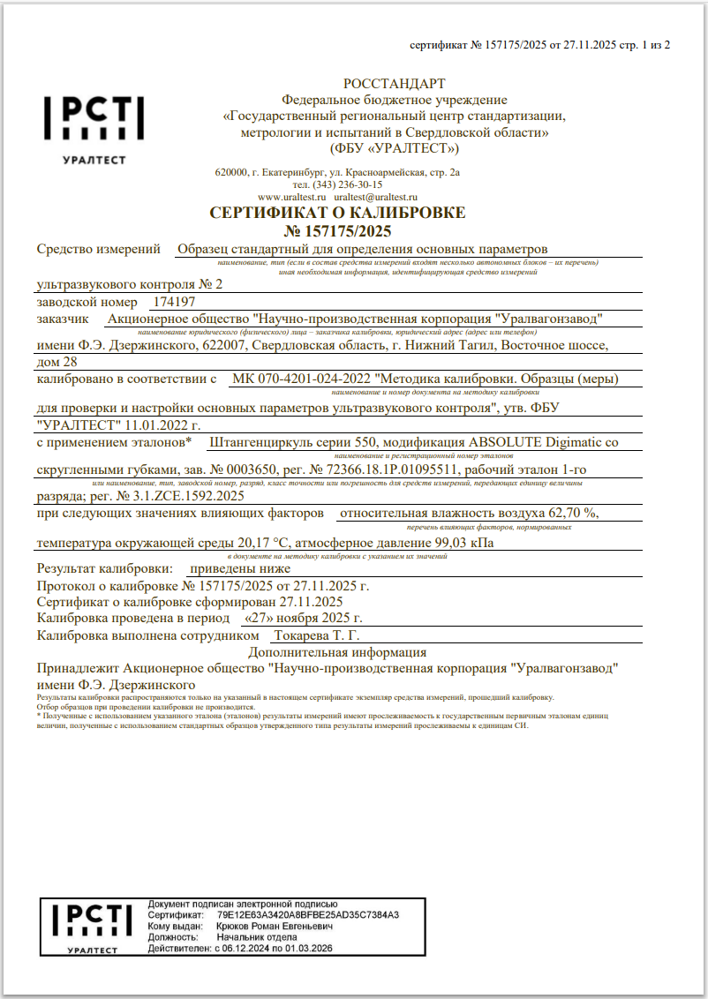 сертификат № 157175/2025 от 27.11.2025 стр. 1 из 2
РСТ
УРАЛТЕСТ
РОССТАНДАРТ
Федеральное бюджетное учреждение
«Государственный региональный центр стандартизации,
метрологии и испытаний в Свердловской области»
(ФБУ «УРАЛТЕСТ»)
620000, г. Екатеринбург, ул. Красноармейская, стр. 2а
тел. (343) 236-30-15
www.uraltest.ru uraltest@uraltest.ru
СЕРТИФИКАТ О КАЛИБРОВКЕ
№ 157175/2025
Средство измерений Образец стандартный для определения основных параметров
наименование, тип (если в состав средства измерений входят несколько автономных блоков – их перечень)
иная необходимая информация, идентифицирующая средство измерений
ультразвукового контроля № 2
заводской номер 174197
заказчик Акционерное общество "Научно-производственная корпорация "Уралвагонзавод"
наименование юридического (физического) лица – заказчика калибровки, юридический адрес (адрес или телефон)
имени Ф.Э. Дзержинского, 622007, Свердловская область, г. Нижний Тагил, Восточное шоссе,
дом 28
калибровано в соответствии с МК 070-4201-024-2022 "Методика калибровки. Образцы (меры)
наименование и номер документа на методику калибровки
для проверки и настройки основных параметров ультразвукового контроля", утв. ФБУ
"УРАЛТЕСТ" 11.01.2022 г.
с применением эталонов* Штангенциркуль серии 550, модификация ABSOLUTE Digimatic со
наименование и регистрационный номер эталонов
скругленными губками, зав. № 0003650, рег. № 72366.18.1Р.01095511, рабочий эталон 1-го
или наименование, тип, заводской номер, разряд, класс точности или погрешность для средств измерений, передающих единицу величины
разряда; рег. № 3.1.ZCE.1592.2025
при следующих значениях влияющих факторов относительная влажность воздуха 62,70 %,
перечень влияющих факторов, нормированных
температура окружающей среды 20,17 °С, атмосферное давление 99,03 кПа
в документе на методику калибровки с указанием их значений
Результат калибровки: приведены ниже
Протокол о калибровке № 157175/2025 от 27.11.2025 г.
Сертификат о калибровке сформирован 27.11.2025
Калибровка проведена в период «27» ноября 2025 г.
Калибровка выполнена сотрудником Токарева Т. Г.
Дополнительная информация
Принадлежит Акционерное общество "Научно-производственная корпорация "Уралвагонзавод"
имени Ф.Э. Дзержинского
Результаты калибровки распространяются только на указанный в настоящем сертификате экземпляр средства измерений, прошедший калибровку.
Отбор образцов при проведении калибровки не производится.
* Полученные с использованием указанного эталона (эталонов) результаты измерений имеют прослеживаемость к государственным первичным эталонам единиц
величин, полученные с использованием стандартных образцов утвержденного типа результаты измерений прослеживаемы к единицам СИ.
РСТ
УРАЛТЕСТ
Документ подписан электронной подписью
Сертификат: 79E12E63A3420A8BFBE25AD35C7384A3
Кому выдан: Крюков Роман Евгеньевич
Должность: Начальник отдела
Действителен: с 06.12.2024 по 01.03.2026